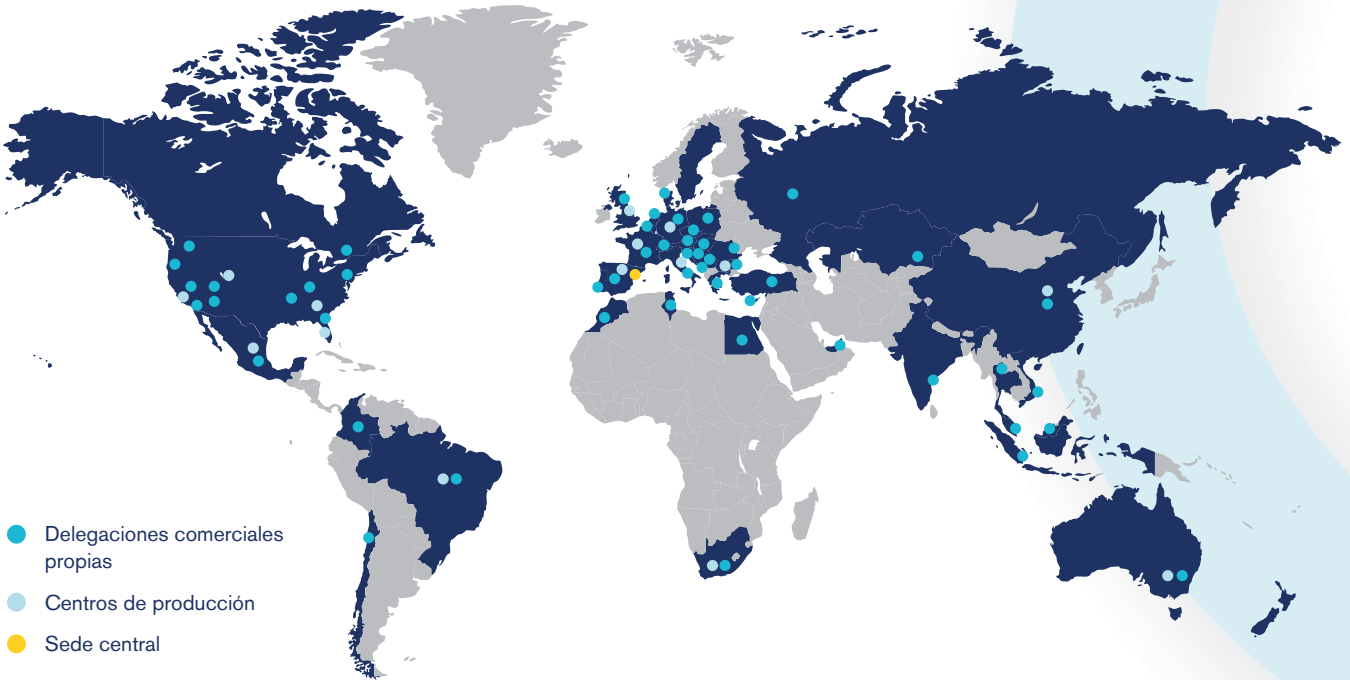 Delegaciones comerciales
propias
Centros de producción
Sede central